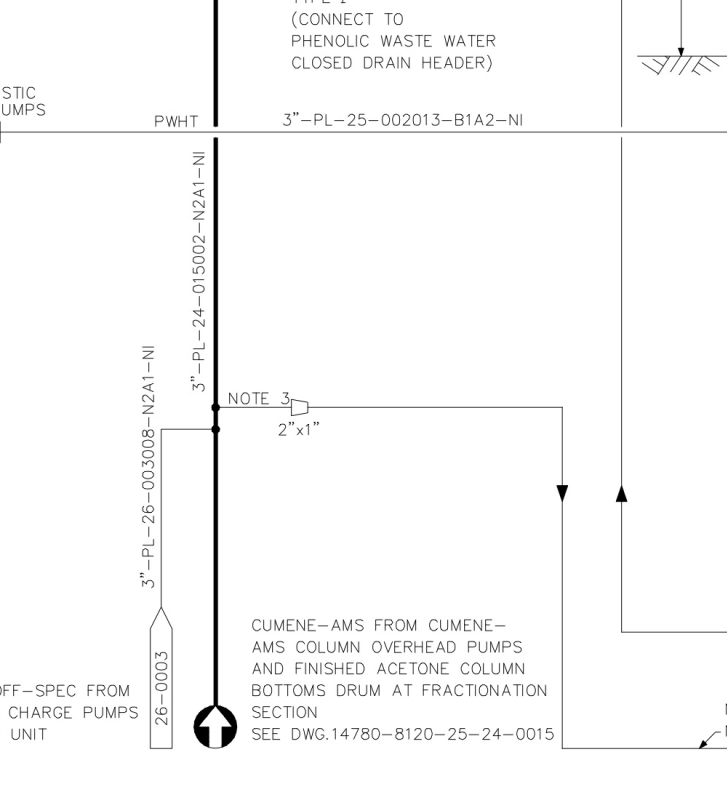 (CONNECT TO
PHENOLIC WASTE WATER
CLOSED DRAIN HEADER)
STIC
UMPS
PWHT
3"-PL-25-002013-B1A2-NI
3"-PL-24-015002-N2A1-NI
3"-PL-26-003008-N2A1-NI
NOTE 3
2"x1"
26-0003
OFF-SPEC FROM
CHARGE PUMPS
UNIT
CUMENE-AMS FROM CUMENE-
AMS COLUMN OVERHEAD PUMPS
AND FINISHED ACETONE COLUMN
BOTTOMS DRUM AT FRACTIONATION
SECTION
SEE DWG.14780-8120-25-24-0015